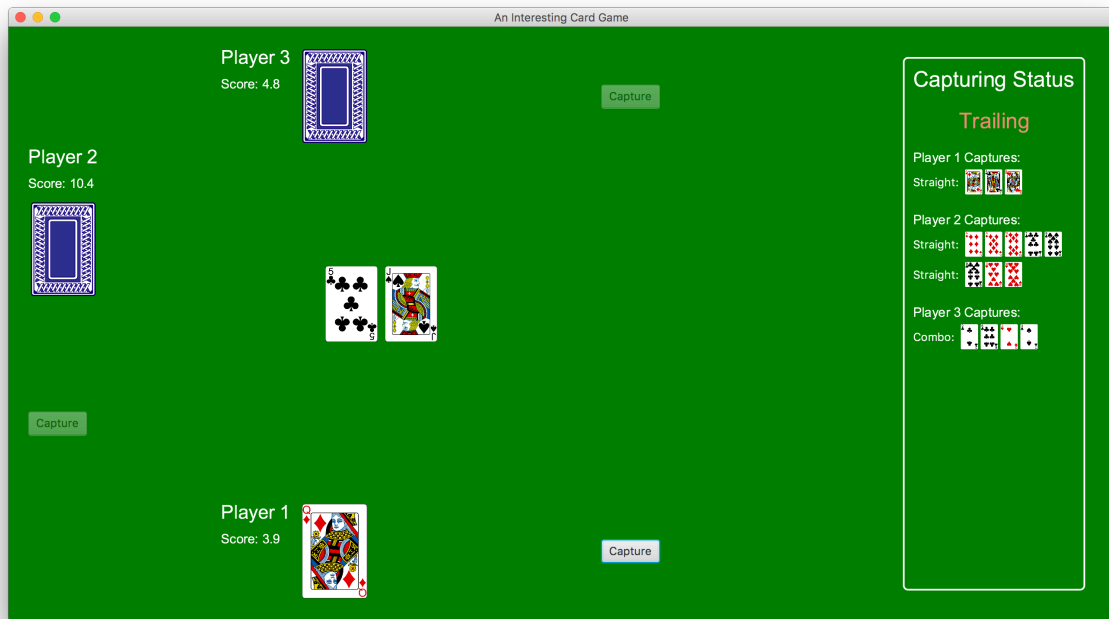 An Interesting Card Game
Player 3
Score: 4.8
Capture
Player 2
Score: 10.4
5
5
J
J
Capture
Player 1
Score: 3.9
Q
Q
Capture
Capturing Status
Trailing
Player 1 Captures:
Straight:
Player 2 Captures:
Straight:
Straight:
Player 3 Captures:
Combo: